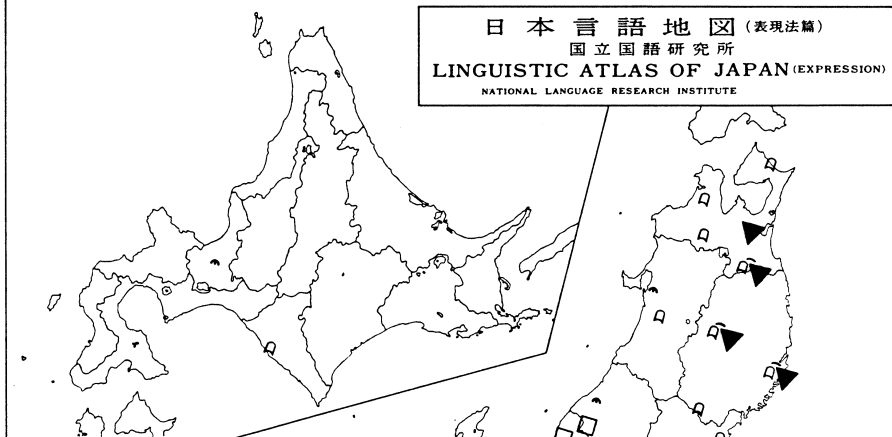 日本言語地図(表現法篇)
国立国語研究所
LINGUISTIC ATLAS OF JAPAN(EXPRESSION)
NATIONAL LANGUAGE RESEARCH INSTITUTE